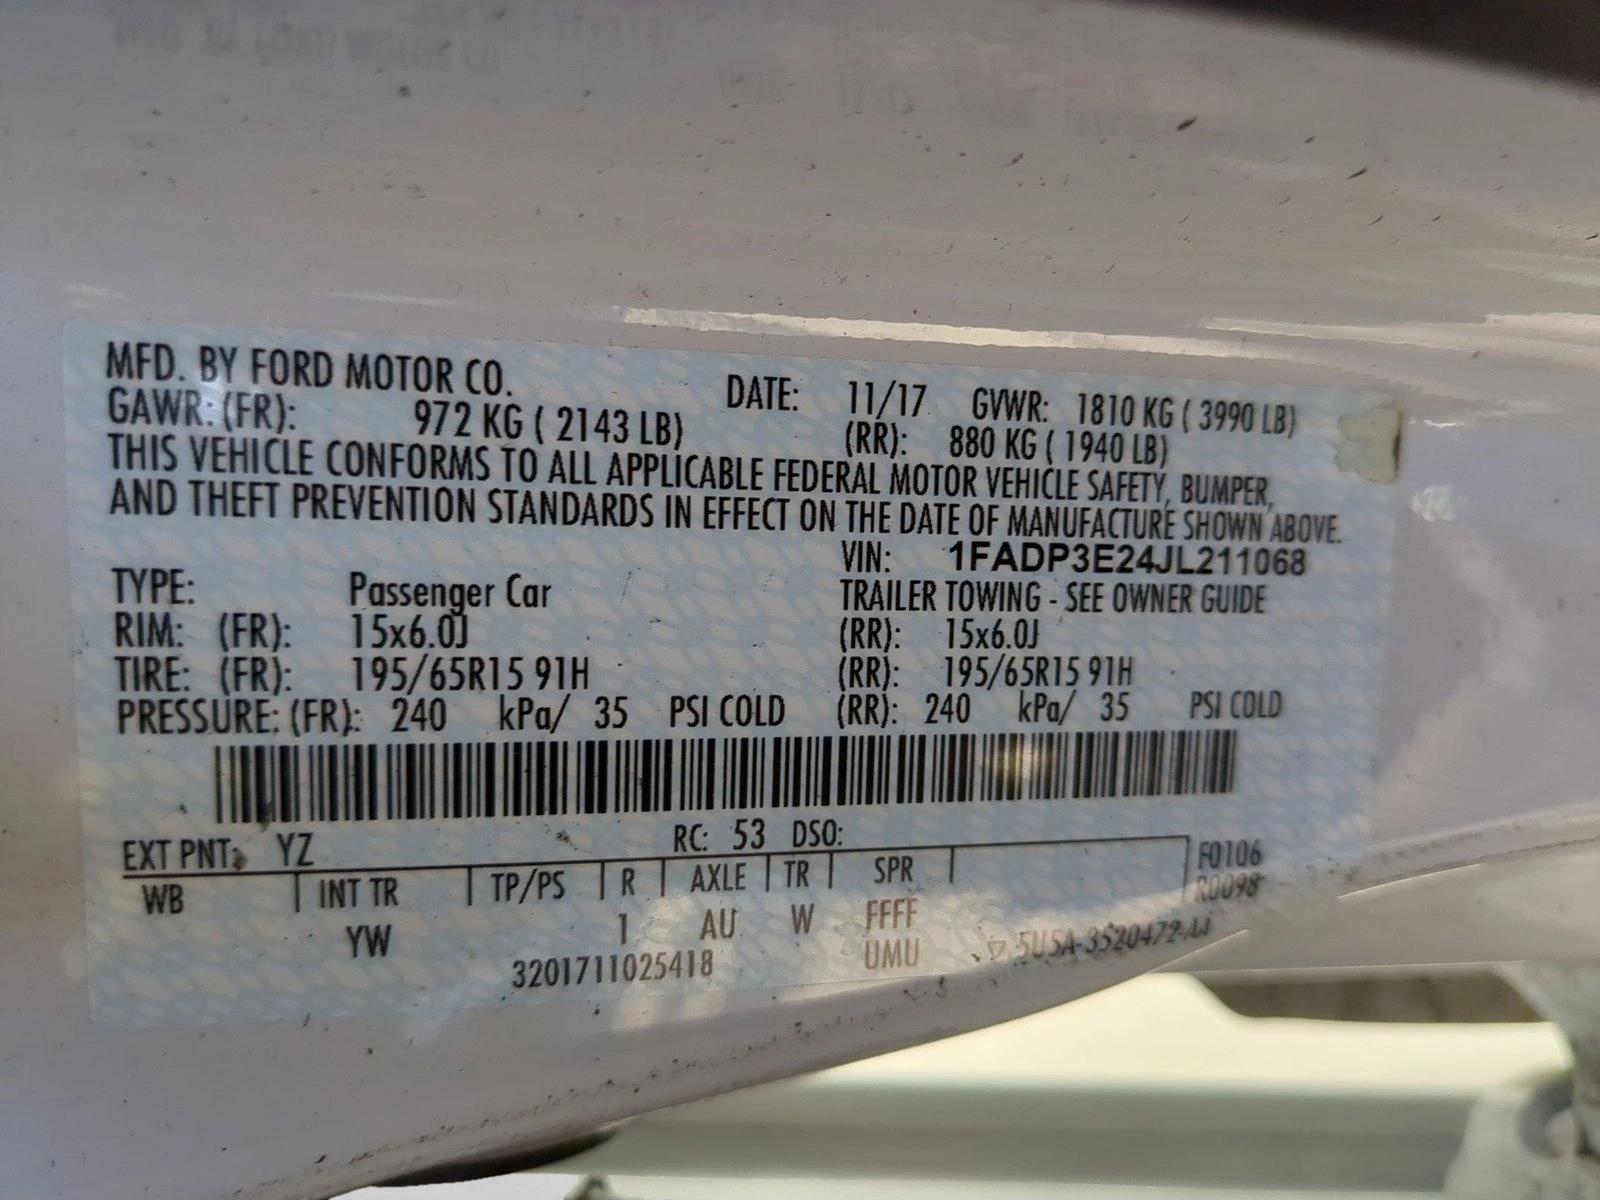 MFD. BY FORD MOTOR CO. DATE: 11/17 GVWR: 1810 KG ( 3990 LB)
GAWR: (FR): 972 KG ( 2143 LB) (RR): 880 KG ( 1940 LB)
THIS VEHICLE CONFORMS TO ALL APPLICABLE FEDERAL MOTOR VEHICLE SAFETY, BUMPER,
AND THEFT PREVENTION STANDARDS IN EFFECT ON THE DATE OF MANUFACTURE SHOWN ABOVE.
VIN: 1FADP3E24JL211068
TYPE: Passenger Car TRAILER TOWING - SEE OWNER GUIDE
RIM: (FR): 15x6.0J (RR): 15x6.0J
TIRE: (FR): 195/65R15 91H (RR): 195/65R15 91H
PRESSURE: (FR): 240 kPa/ 35 PSI COLD (RR): 240 kPa/ 35 PSI COLD
EXT PNT: YZ RC: 53 DSO:
WB INT TR TP/PS R AXLE TR SPR F0106
R0098
YW 1 AU W FFFF
3201711025418 UMU 5U5A-3520472-AA